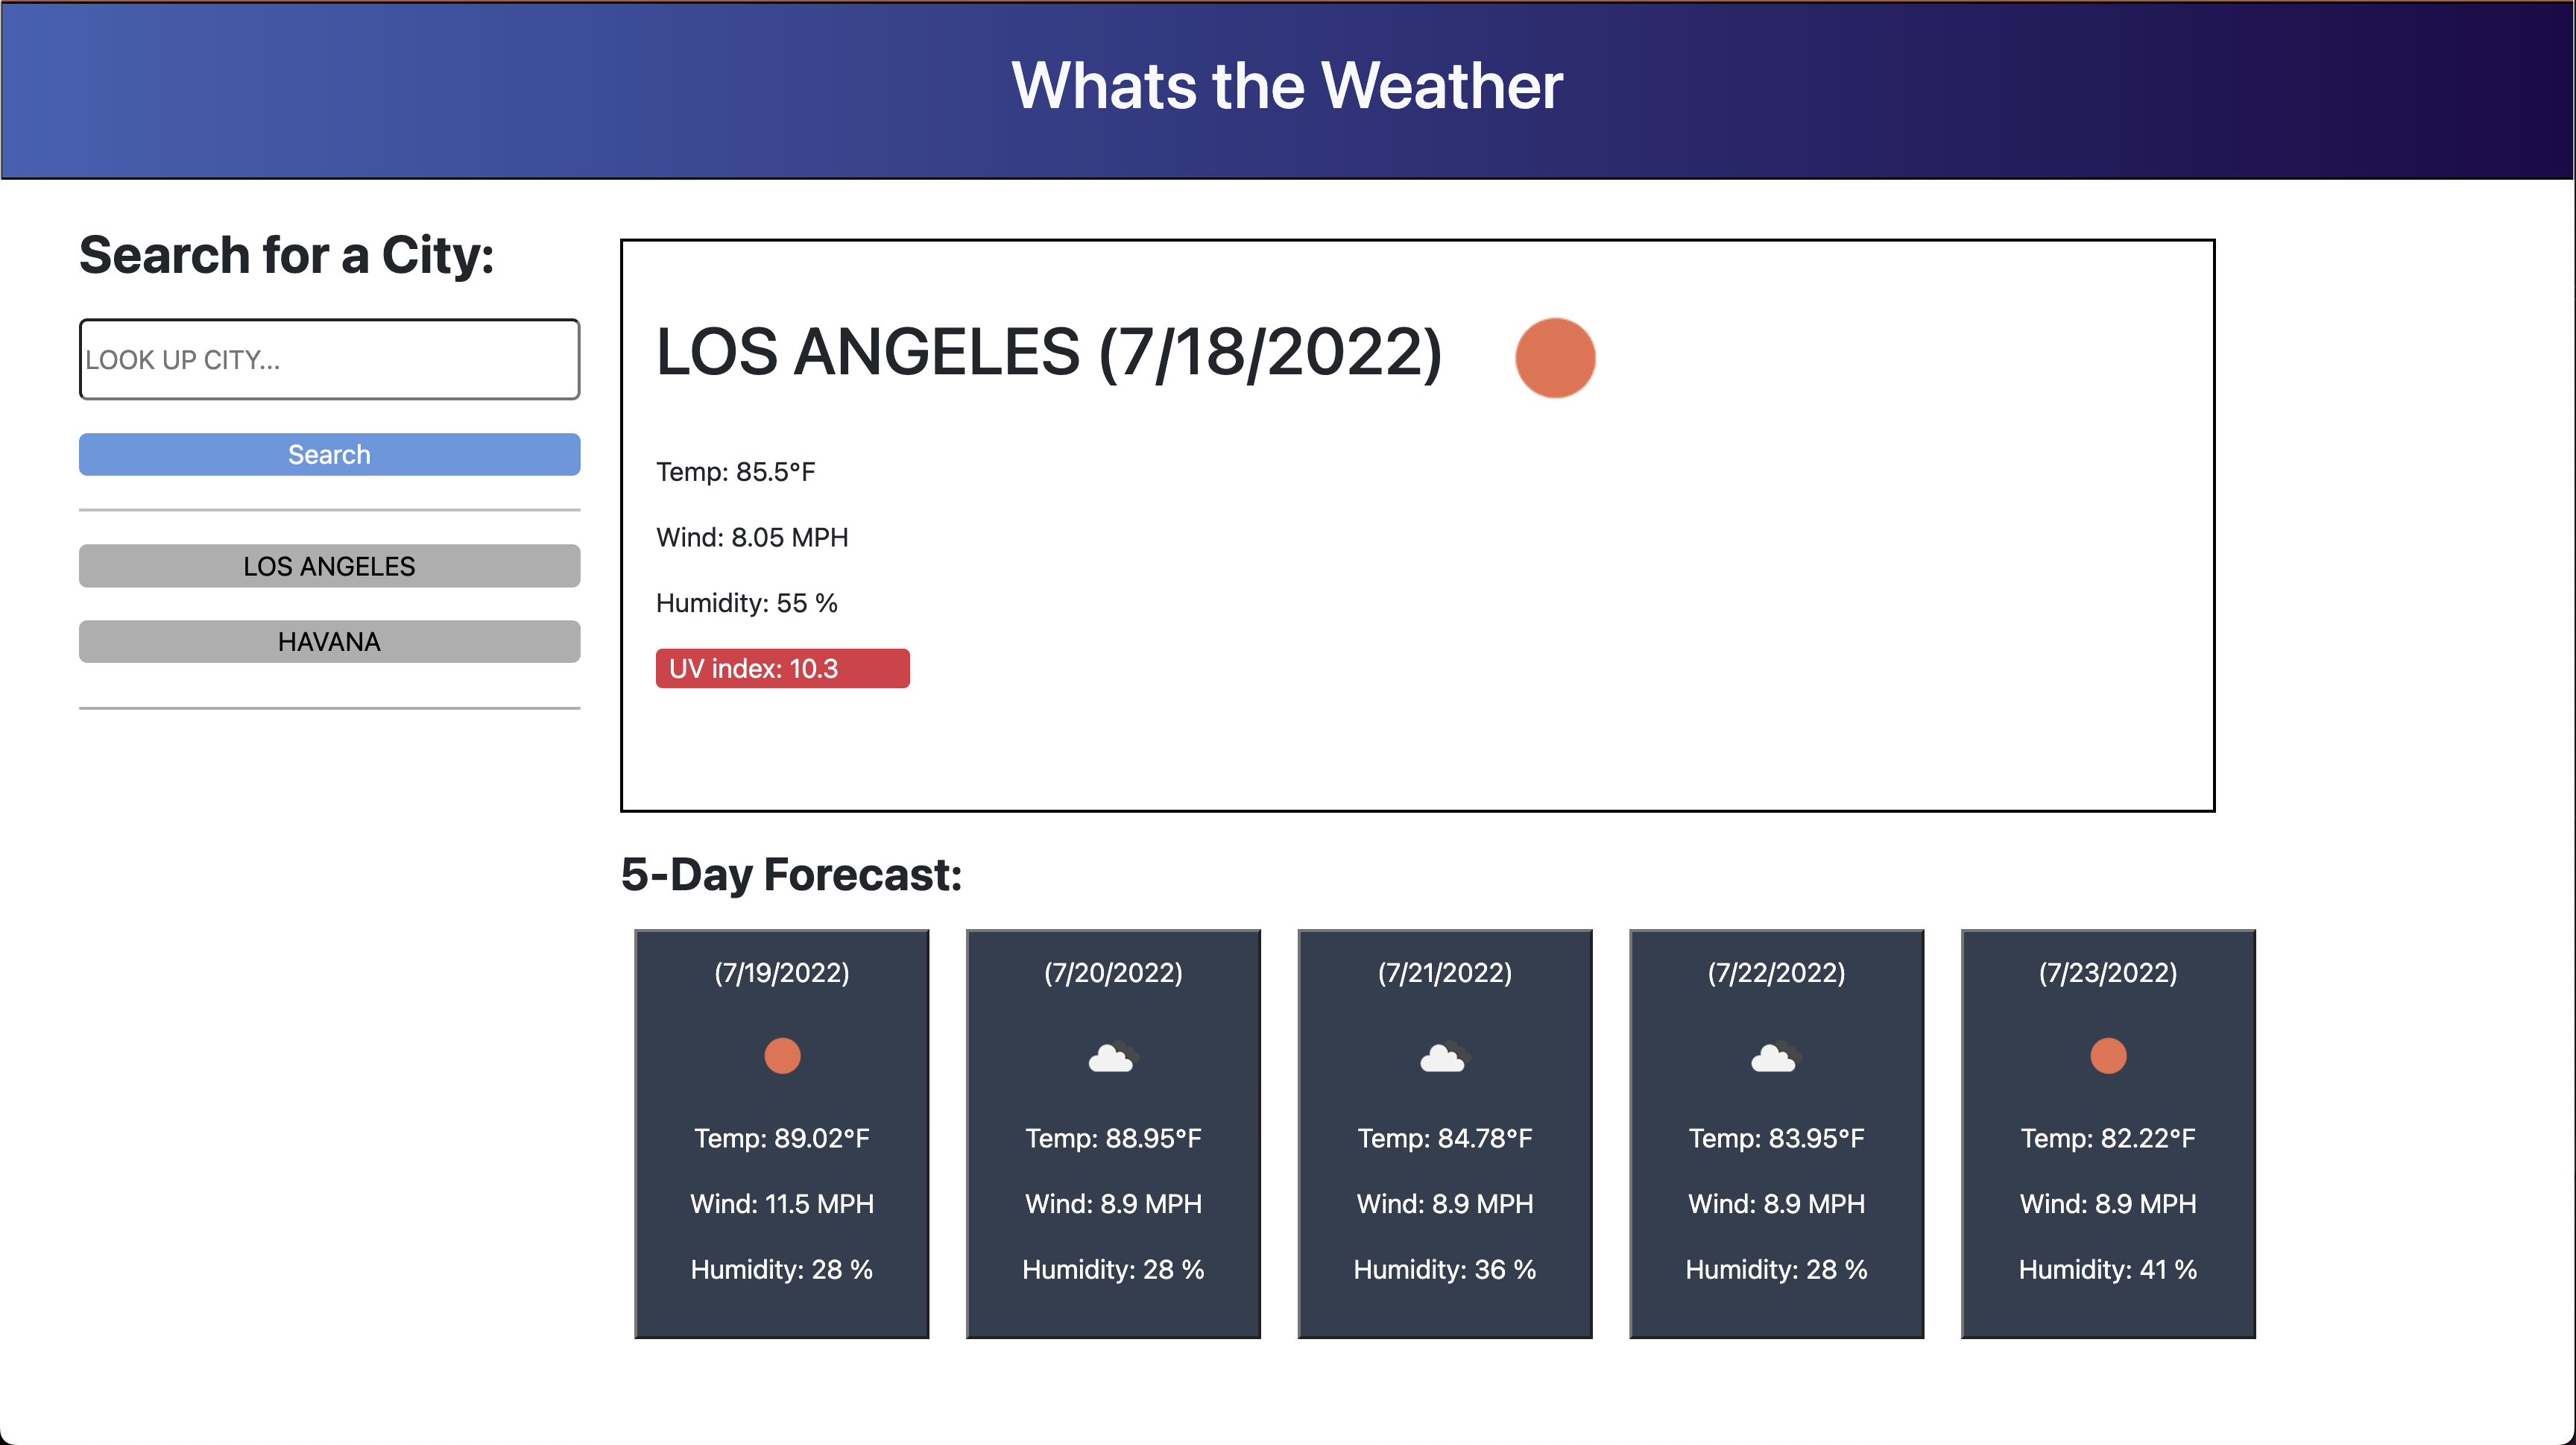 Whats the Weather
Search for a City:
LOOK UP CITY...
Search
LOS ANGELES
HAVANA
LOS ANGELES (7/18/2022)
Temp: 85.5°F
Wind: 8.05 MPH
Humidity: 55 %
UV index: 10.3
5-Day Forecast:
(7/19/2022)
Temp: 89.02°F
Wind: 11.5 MPH
Humidity: 28 %
(7/20/2022)
Temp: 88.95°F
Wind: 8.9 MPH
Humidity: 28 %
(7/21/2022)
Temp: 84.78°F
Wind: 8.9 MPH
Humidity: 36 %
(7/22/2022)
Temp: 83.95°F
Wind: 8.9 MPH
Humidity: 28 %
(7/23/2022)
Temp: 82.22°F
Wind: 8.9 MPH
Humidity: 41 %